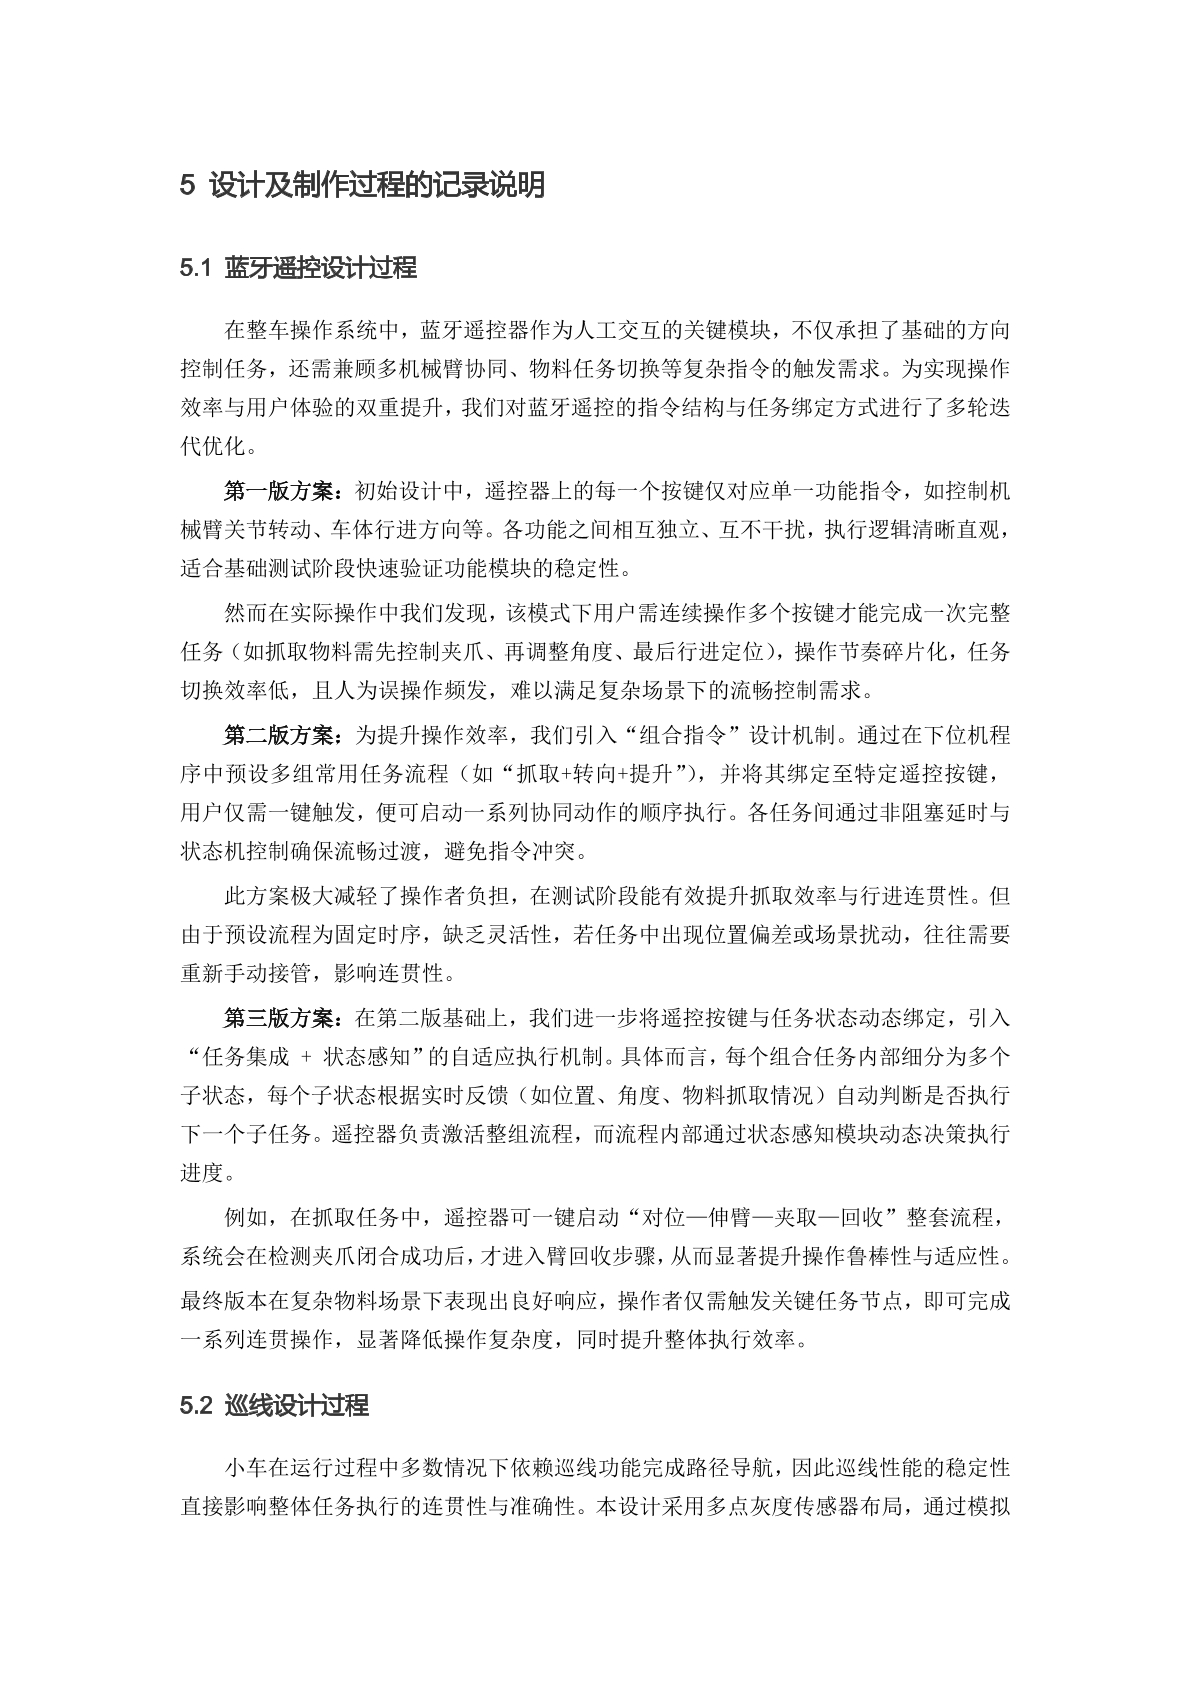 5 设计及制作过程的记录说明
5.1 蓝牙遥控设计过程
在整车操作系统中，蓝牙遥控器作为人工交互的关键模块，不仅承担了基础的方向
控制任务，还需兼顾多机械臂协同、物料任务切换等复杂指令的触发需求。为实现操作
效率与用户体验的双重提升，我们对蓝牙遥控的指令结构与任务绑定方式进行了多轮迭
代优化。
第一版方案：初始设计中，遥控器上的每一个按键仅对应单一功能指令，如控制机
械臂关节转动、车体行进方向等。各功能之间相互独立、互不干扰，执行逻辑清晰直观，
适合基础测试阶段快速验证功能模块的稳定性。
然而在实际操作中我们发现，该模式下用户需连续操作多个按键才能完成一次完整
任务（如抓取物料需先控制夹爪、再调整角度、最后行进定位），操作节奏碎片化，任务
切换效率低，且人为误操作频发，难以满足复杂场景下的流畅控制需求。
第二版方案：为提升操作效率，我们引入“组合指令”设计机制。通过在下位机程
序中预设多组常用任务流程（如“抓取+转向+提升”），并将其绑定至特定遥控按键，
用户仅需一键触发，便可启动一系列协同动作的顺序执行。各任务间通过非阻塞延时与
状态机控制确保流畅过渡，避免指令冲突。
此方案极大减轻了操作者负担，在测试阶段能有效提升抓取效率与行进连贯性。但
由于预设流程为固定时序，缺乏灵活性，若任务中出现位置偏差或场景扰动，往往需要
重新手动接管，影响连贯性。
第三版方案：在第二版基础上，我们进一步将遥控按键与任务状态动态绑定，引入
“任务集成 + 状态感知”的自适应执行机制。具体而言，每个组合任务内部细分为多个
子状态，每个子状态根据实时反馈（如位置、角度、物料抓取情况）自动判断是否执行
下一个子任务。遥控器负责激活整组流程，而流程内部通过状态感知模块动态决策执行
进度。
例如，在抓取任务中，遥控器可一键启动“对位—伸臂—夹取—回收”整套流程，
系统会在检测夹爪闭合成功后，才进入臂回收步骤，从而显著提升操作鲁棒性与适应性。
最终版本在复杂物料场景下表现出良好响应，操作者仅需触发关键任务节点，即可完成
一系列连贯操作，显著降低操作复杂度，同时提升整体执行效率。
5.2 巡线设计过程
小车在运行过程中多数情况下依赖巡线功能完成路径导航，因此巡线性能的稳定性
直接影响整体任务执行的连贯性与准确性。本设计采用多点灰度传感器布局，通过模拟